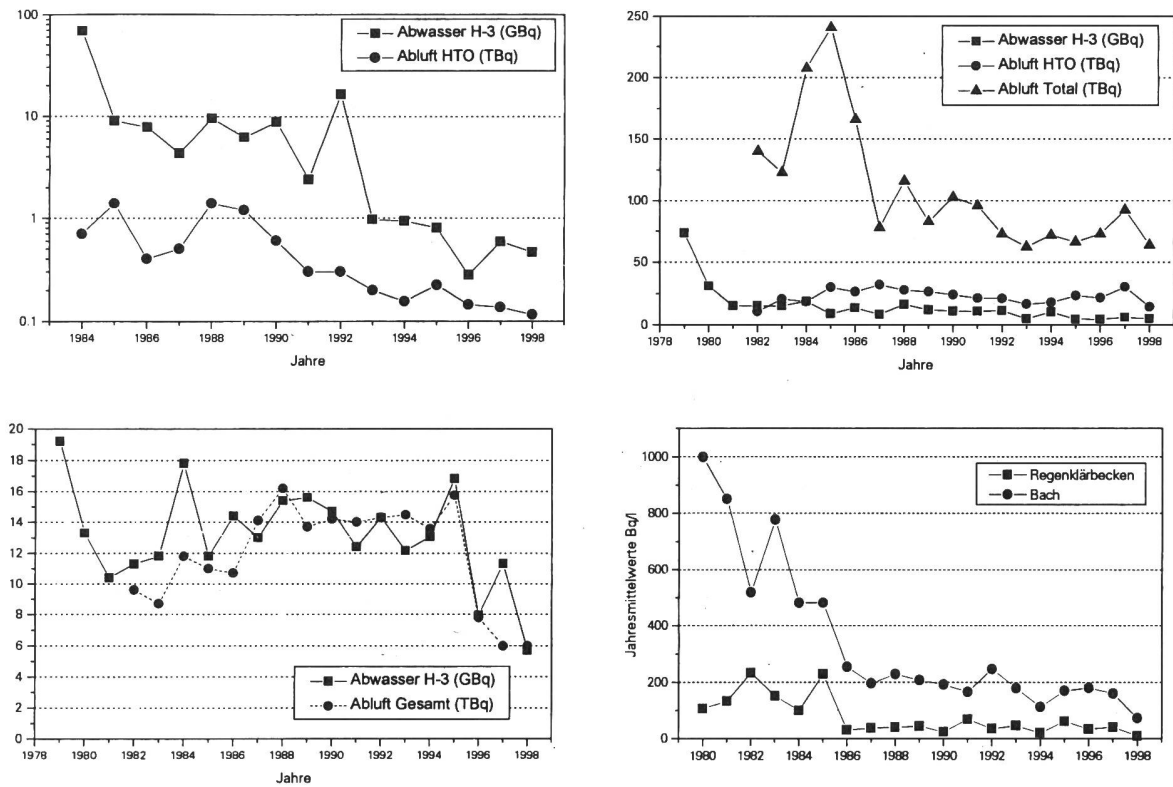 100
10
1
0.1
Abwasser H-3 (GBq)
Abluft HTO (TBq)
1984 1986 1988 1990 1992 1994 1996 1998
Jahre
250
200
150
100
50
0
Abwasser H-3 (GBq)
Abluft HTO (TBq)
Abluft Total (TBq)
1978 1980 1982 1984 1986 1988 1990 1992 1994 1996 1998
Jahre
20
18
16
14
12
10
8
6
4
2
0
Abwasser H-3 (GBq)
Abluft Gesamt (TBq)
1978 1980 1982 1984 1986 1988 1990 1992 1994 1996 1998
Jahre
Jahresmittelwerte Bq/l
1000
800
600
400
200
0
Regenklärbecken
Bach
1980 1982 1984 1986 1988 1990 1992 1994 1996 1998